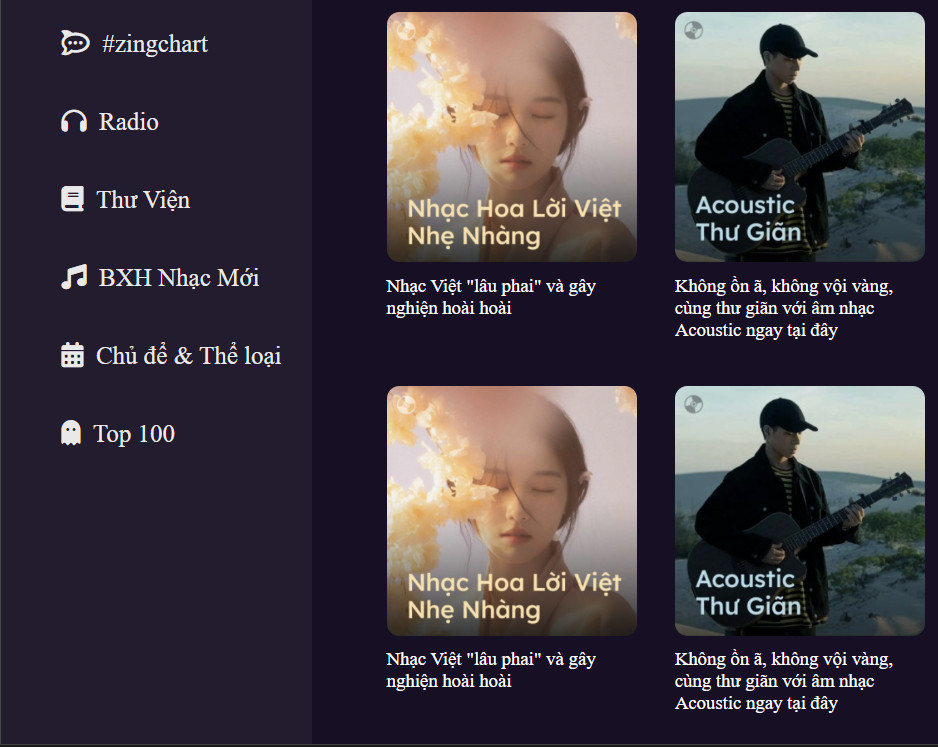 #zingchart
Radio
Thư Viện
BXH Nhạc Mới
Chủ để & Thể loại
Top 100
Nhạc Hoa Lời Việt
Nhẹ Nhàng
Nhạc Việt "lâu phai" và gây
nghiện hoài hoài
Acoustic
Thư Giãn
Không ồn ã, không vội vàng,
cùng thư giãn với âm nhạc
Acoustic ngay tại đây
Nhạc Hoa Lời Việt
Nhẹ Nhàng
Nhạc Việt "lâu phai" và gây
nghiện hoài hoài
Acoustic
Thư Giãn
Không ồn ã, không vội vàng,
cùng thư giãn với âm nhạc
Acoustic ngay tại đây